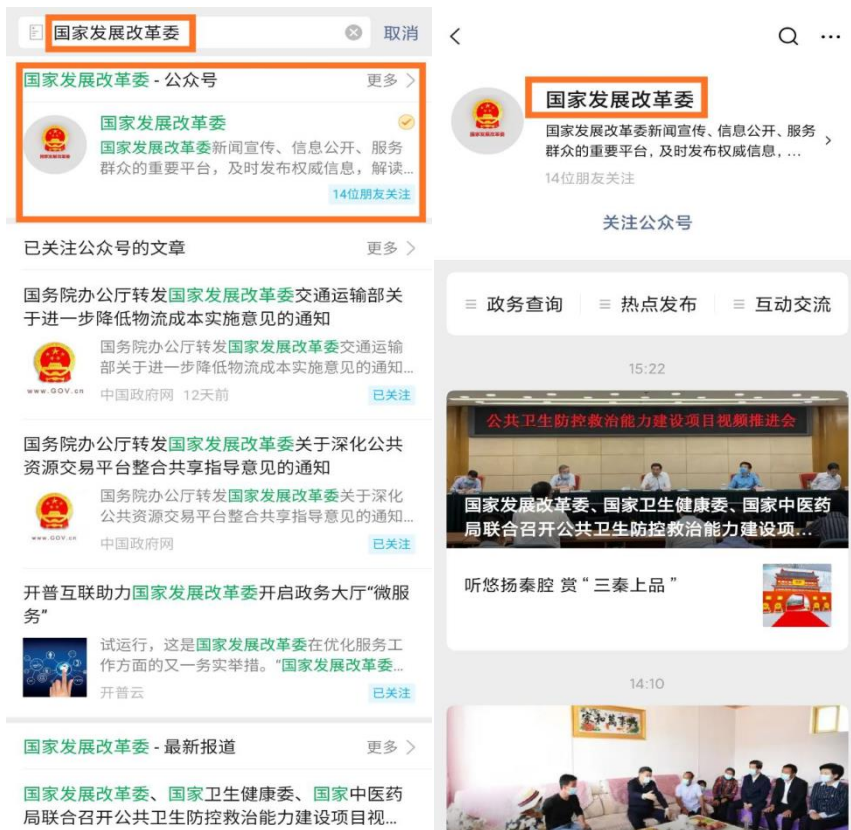 国家发展改革委
取消
国家发展改革委 - 公众号
更多
国家发展改革委
国家发展改革委新闻宣传、信息公开、服务
群众的重要平台，及时发布权威信息，解读...
14位朋友关注
已关注公众号的文章
更多
国务院办公厅转发国家发展改革委交通运输部关
于进一步降低物流成本实施意见的通知
国务院办公厅转发国家发展改革委交通运输
部关于进一步降低物流成本实施意见的通知...
www.GOV.cn
中国政府网 12天前
已关注
国务院办公厅转发国家发展改革委关于深化公共
资源交易平台整合共享指导意见的通知
国务院办公厅转发国家发展改革委关于深化
公共资源交易平台整合共享指导意见的通知...
www.GOV.cn
中国政府网
已关注
开普互联助力国家发展改革委开启政务大厅“微服
务”
试运行，这是国家发展改革委在优化服务工
作方面的又一务实举措。“国家发展改革委...
开普云
已关注
国家发展改革委 - 最新报道
更多
国家发展改革委、国家卫生健康委、国家中医药
局联合召开公共卫生防控救治能力建设项目视...
国家发展改革委
国家发展改革委新闻宣传、信息公开、服务
群众的重要平台，及时发布权威信息，...
14位朋友关注
关注公众号
政务查询
热点发布
互动交流
15:22
公共卫生防控救治能力建设项目视频推进会
国家发展改革委、国家卫生健康委、国家中医药
局联合召开公共卫生防控救治能力建设项...
听悠扬秦腔 赏“三秦上品”
14:10
家和万事兴